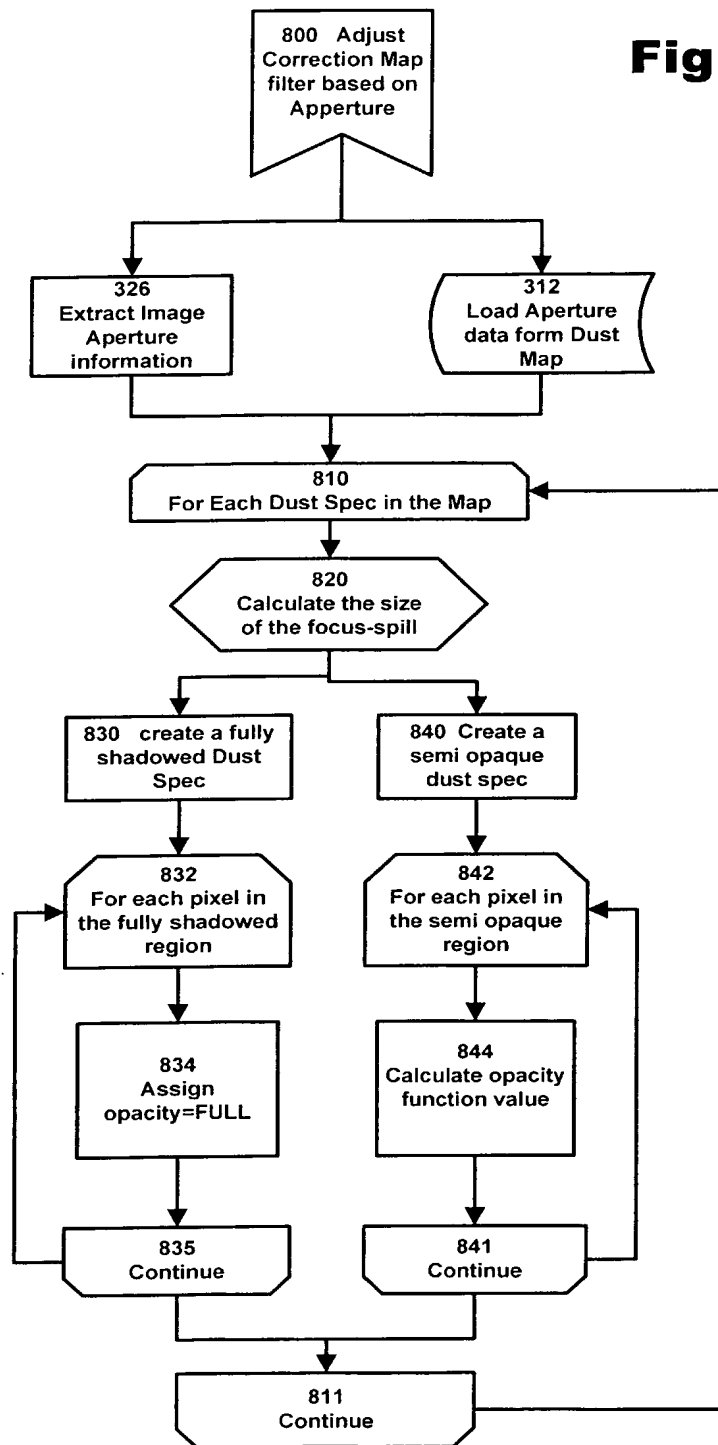 800 Adjust
Correction Map
filter based on
Apperture
Fig
326
Extract Image
Aperture
information
312
Load Aperture
data form Dust
Map
810
For Each Dust Spec in the Map
820
Calculate the size
of the focus-spill
830 create a fully
shadowed Dust
Spec
840 Create a
semi opaque
dust spec
832
For each pixel in
the fully shadowed
region
842
For each pixel in
the semi opaque
region
834
Assign
opacity=FULL
844
Calculate opacity
function value
835
Continue
841
Continue
811
Continue